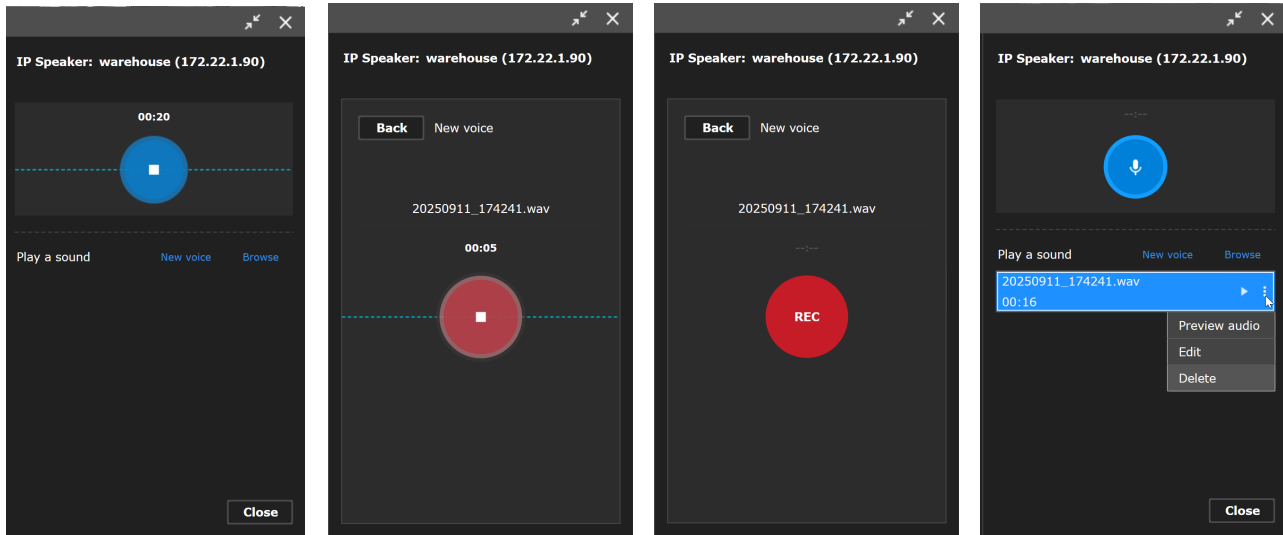 IP Speaker: warehouse (172.22.1.90)
00:20
Play a sound New voice Browse
Close
IP Speaker: warehouse (172.22.1.90)
Back New voice
20250911_174241.wav
00:05
IP Speaker: warehouse (172.22.1.90)
Back New voice
20250911_174241.wav
--:--
REC
IP Speaker: warehouse (172.22.1.90)
--:--
Play a sound New voice Browse
20250911_174241.wav
00:16
Preview audio
Edit
Delete
Close